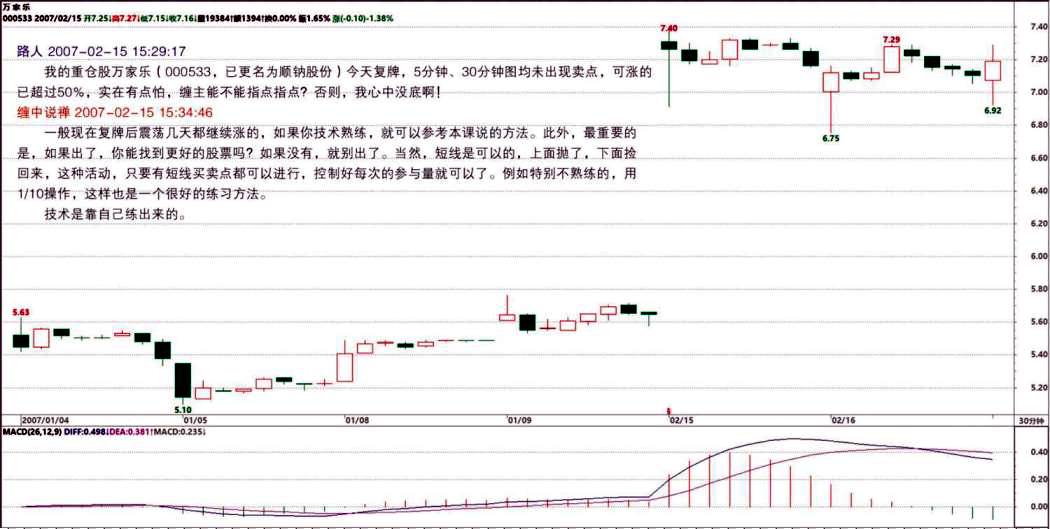 万家乐
000533 2007/02/15 开7.25↓高7.27↓低7.15↓收7.16↓量19384↑额1394↑换0.00% 振1.65% 涨(-0.10)-1.38%
路人 2007-02-15 15:29:17
我的重仓股万家乐（000533，已更名为顺钠股份）今天复牌，5分钟、30分钟图均未出现卖点，可涨的
已超过50%，实在有点怕，缠主能不能指点指点？否则，我心中没底啊！
缠中说禅 2007-02-15 15:34:46
一般现在复牌后震荡几天都继续涨的，如果你技术熟练，就可以参考本课说的方法。此外，最重要的
是，如果出了，你能找到更好的股票吗？如果没有，就别出了。当然，短线是可以的，上面抛了，下面捡
回来，这种活动，只要有短线买卖点都可以进行，控制好每次的参与量就可以了。例如特别不熟练的，用
1/10操作，这样也是一个很好的练习方法。
技术是靠自己练出来的。
7.40
7.29
6.75
6.92
5.63
5.10
7.40
7.20
7.00
6.80
6.60
6.40
6.20
6.00
5.80
5.60
5.40
5.20
2007/01/04 01/05 01/08 01/09 02/15 02/16 30分钟
MACD(26,12,9) DIFF:0.498↓DEA:0.381↑MACD:0.235↓
0.40
0.20
0.00